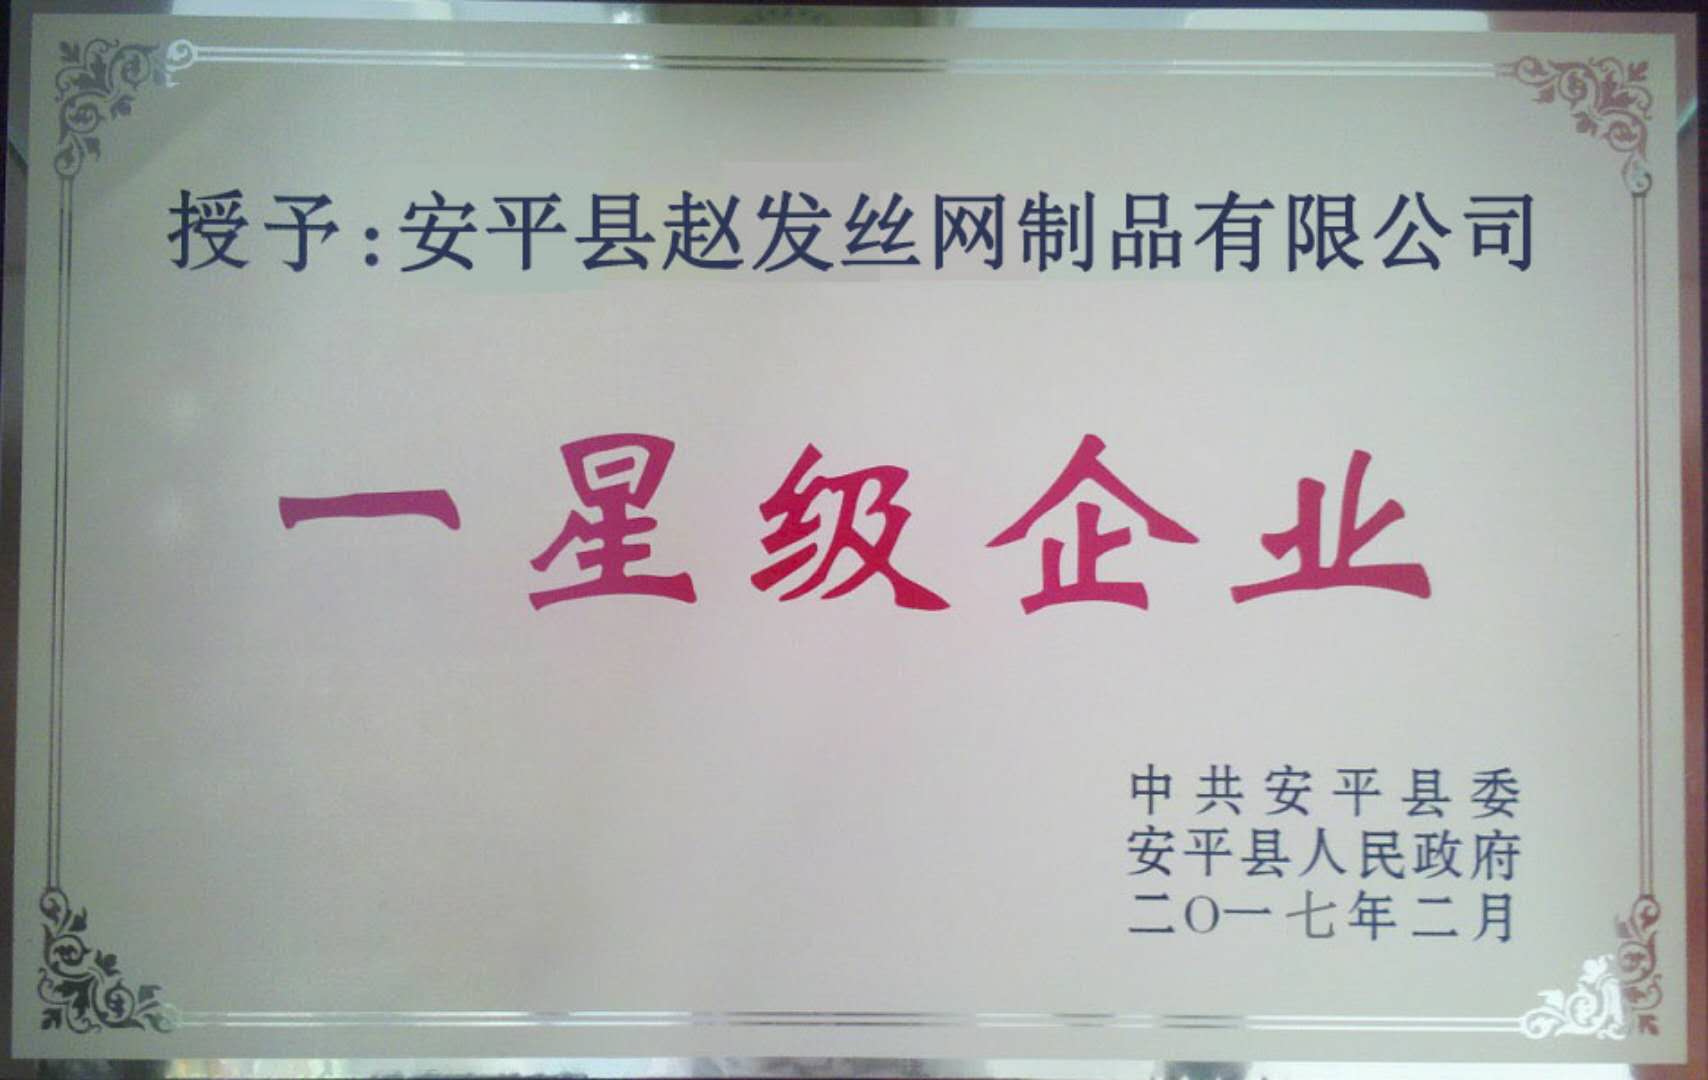 授予:安平县赵发丝网制品有限公司
一星级企业
中共安平县委
安平县人民政府
二〇一七年二月